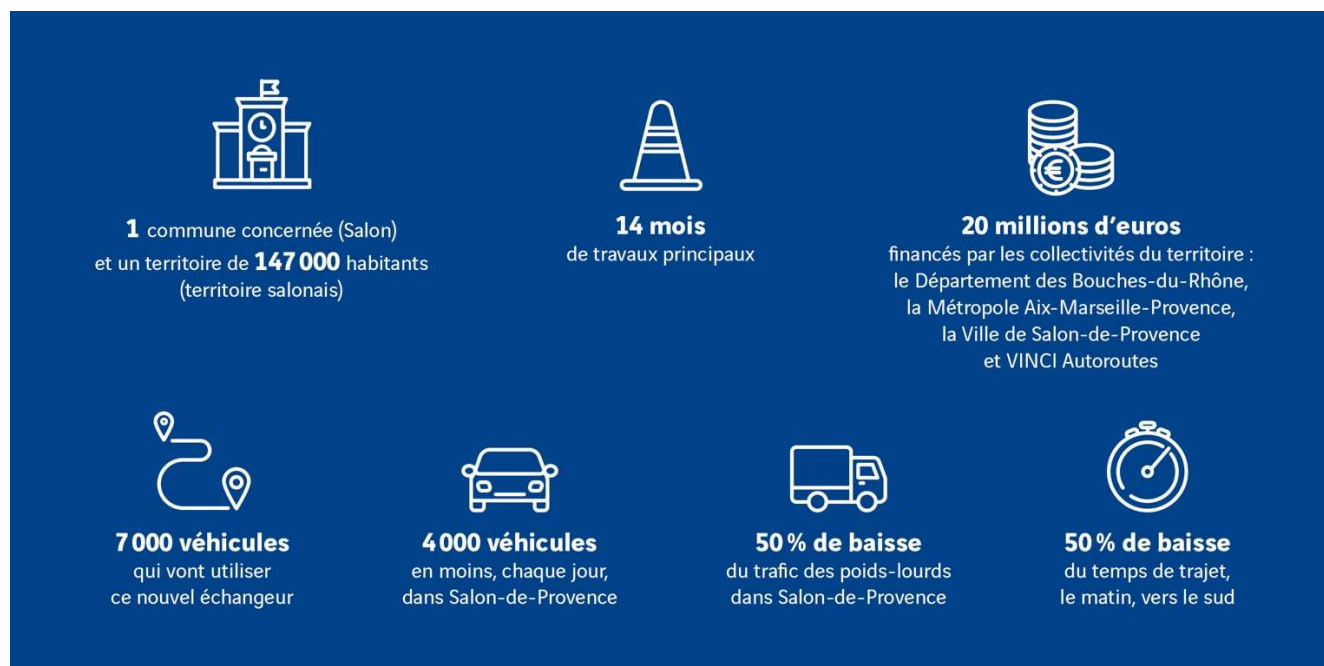 1 commune concernée (Salon)
et un territoire de 147 000 habitants
(territoire salonais)
14 mois
de travaux principaux
20 millions d’euros
financés par les collectivités du territoire :
le Département des Bouches-du-Rhône,
la Métropole Aix-Marseille-Provence,
la Ville de Salon-de-Provence
et VINCI Autoroutes
7 000 véhicules
qui vont utiliser
ce nouvel échangeur
4 000 véhicules
en moins, chaque jour,
dans Salon-de-Provence
50 % de baisse
du trafic des poids-lourds
dans Salon-de-Provence
50 % de baisse
du temps de trajet,
le matin, vers le sud